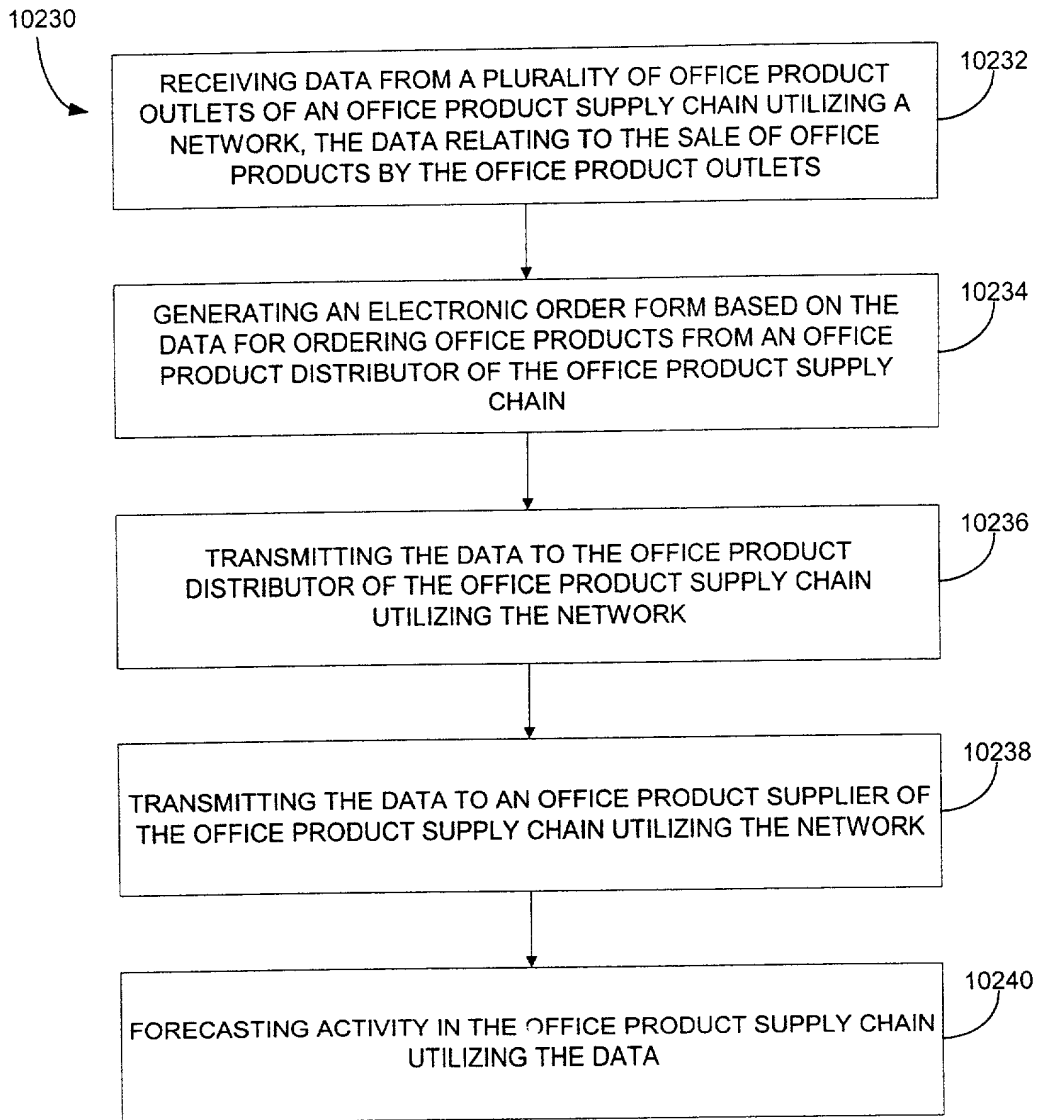 10230
RECEIVING DATA FROM A PLURALITY OF OFFICE PRODUCT
OUTLETS OF AN OFFICE PRODUCT SUPPLY CHAIN UTILIZING A
NETWORK, THE DATA RELATING TO THE SALE OF OFFICE
PRODUCTS BY THE OFFICE PRODUCT OUTLETS
10232
GENERATING AN ELECTRONIC ORDER FORM BASED ON THE
DATA FOR ORDERING OFFICE PRODUCTS FROM AN OFFICE
PRODUCT DISTRIBUTOR OF THE OFFICE PRODUCT SUPPLY
CHAIN
10234
TRANSMITTING THE DATA TO THE OFFICE PRODUCT
DISTRIBUTOR OF THE OFFICE PRODUCT SUPPLY CHAIN
UTILIZING THE NETWORK
10236
TRANSMITTING THE DATA TO AN OFFICE PRODUCT SUPPLIER OF
THE OFFICE PRODUCT SUPPLY CHAIN UTILIZING THE NETWORK
10238
FORECASTING ACTIVITY IN THE OFFICE PRODUCT SUPPLY CHAIN
UTILIZING THE DATA
10240